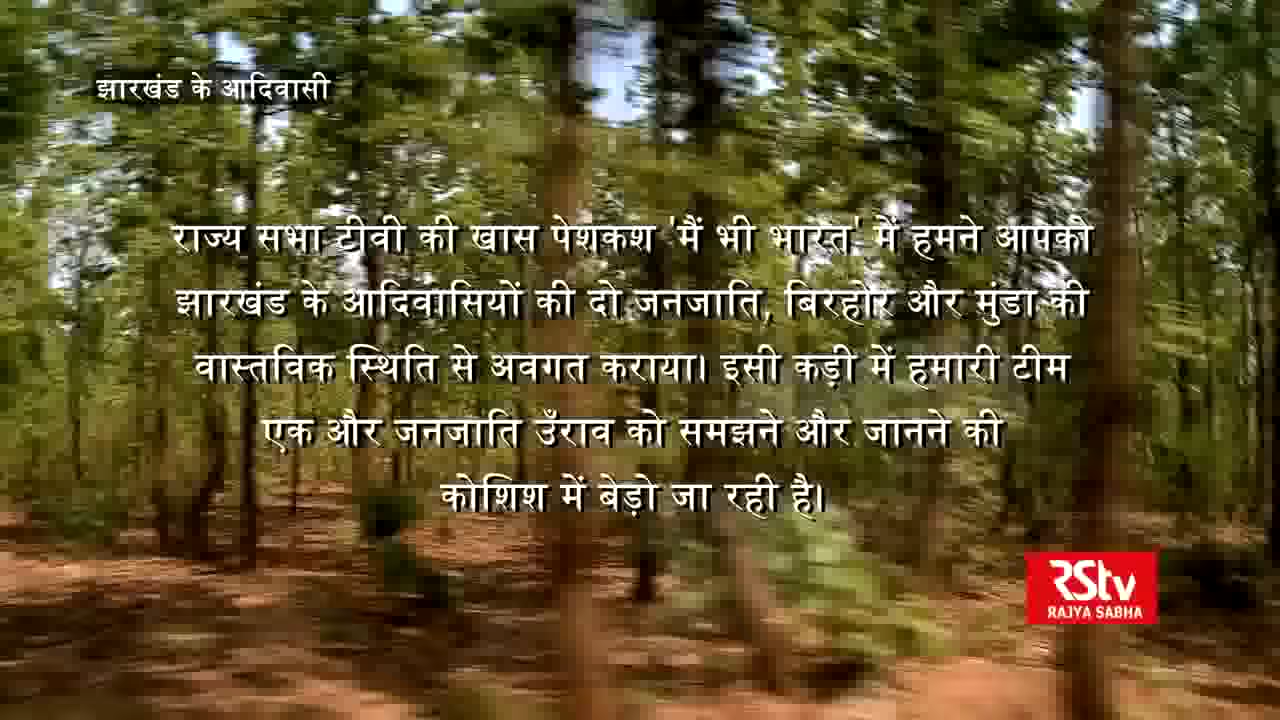 झारखंड के आदिवासी
राज्य सभा टीवी की खास पेशकश 'मैं भी भारत' में हमने आपको
झारखंड के आदिवासियों की दो जनजाति, बिरहोर और मुंडा की
वास्तविक स्थिति से अवगत कराया। इसी कड़ी में हमारी टीम
एक और जनजाति उँराव को समझने और जानने की
कोशिश में बेड़ो जा रही है।
RStv
RAJYA SABHA